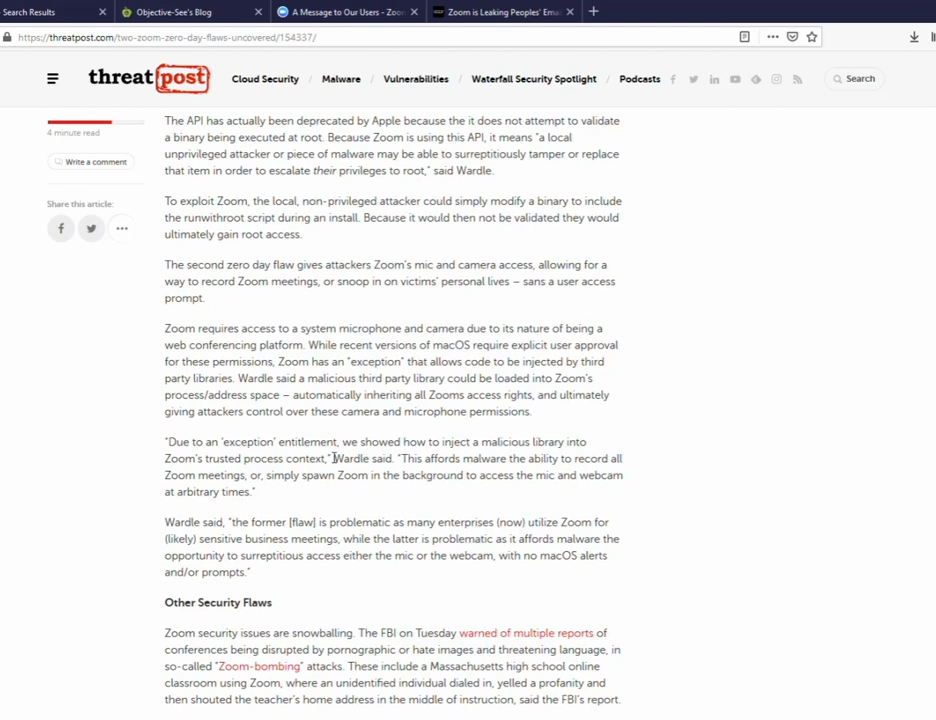 Search Results
Objective-See's Blog
A Message to Our Users - Zoo
Zoom is Leaking Peoples' Ema
https://threatpost.com/two-zoom-zero-day-flaws-uncovered/154337/
threatpost
Cloud Security
Malware
Vulnerabilities
Waterfall Security Spotlight
Podcasts
Search
4 minute read
Write a comment
Share this article:
The API has actually been deprecated by Apple because the it does not attempt to validate
a binary being executed at root. Because Zoom is using this API, it means "a local
unprivileged attacker or piece of malware may be able to surreptitiously tamper or replace
that item in order to escalate their privileges to root," said Wardle.
To exploit Zoom, the local, non-privileged attacker could simply modify a binary to include
the runwithroot script during an install. Because it would then not be validated they would
ultimately gain root access.
The second zero day flaw gives attackers Zoom's mic and camera access, allowing for a
way to record Zoom meetings, or snoop in on victims' personal lives – sans a user access
prompt.
Zoom requires access to a system microphone and camera due to its nature of being a
web conferencing platform. While recent versions of macOS require explicit user approval
for these permissions, Zoom has an "exception" that allows code to be injected by third
party libraries. Wardle said a malicious third party library could be loaded into Zoom's
process/address space – automatically inheriting all Zooms access rights, and ultimately
giving attackers control over these camera and microphone permissions.
"Due to an 'exception' entitlement, we showed how to inject a malicious library into
Zoom's trusted process context," Wardle said. "This affords malware the ability to record all
Zoom meetings, or, simply spawn Zoom in the background to access the mic and webcam
at arbitrary times."
Wardle said, "the former [flaw] is problematic as many enterprises (now) utilize Zoom for
(likely) sensitive business meetings, while the latter is problematic as it affords malware the
opportunity to surreptitious access either the mic or the webcam, with no macOS alerts
and/or prompts."
Other Security Flaws
Zoom security issues are snowballing. The FBI on Tuesday warned of multiple reports of
conferences being disrupted by pornographic or hate images and threatening language, in
so-called "Zoom-bombing" attacks. These include a Massachusetts high school online
classroom using Zoom, where an unidentified individual dialed in, yelled a profanity and
then shouted the teacher's home address in the middle of instruction, said the FBI's report.